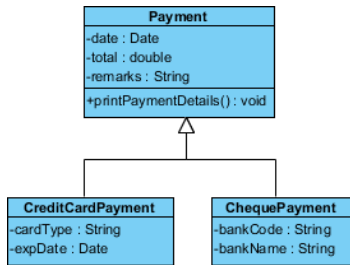 Payment
-date : Date
-total : double
-remarks : String
+printPaymentDetails() : void
CreditCardPayment
-cardType : String
-expDate : Date
ChequePayment
-bankCode : String
-bankName : String